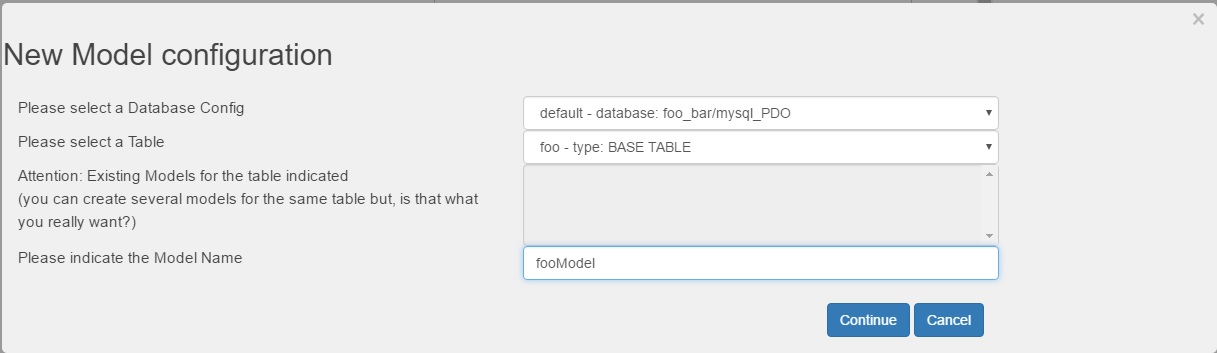 ×
New Model configuration
Please select a Database Config
default - database: foo_bar/mysql_PDO
Please select a Table
foo - type: BASE TABLE
Attention: Existing Models for the table indicated
(you can create several models for the same table but, is that what
you really want?)
Please indicate the Model Name
fooModel
Continue
Cancel